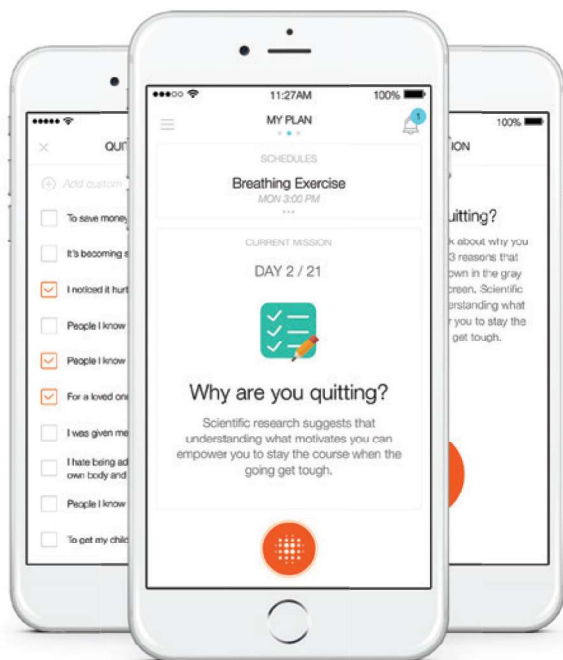 11:27AM
100%
MY PLAN
1
SCHEDULES
Breathing Exercise
MON 3:00 PM
CURRENT MISSION
DAY 2 / 21
Why are you quitting?
Scientific research suggests that
understanding what motivates you can
empower you to stay the course when the
going get tough.
QUI
Add custom
To save money
It's becoming
I noticed it hurt
People I know
People I know
For a loved
I was given me
I hate being ad
own body and
People I know
To get my
100%
ION
uitting?
k about why you
3 reasons that
own in the gray
creen. Scientific
erstanding what
r you to stay the
get tough.